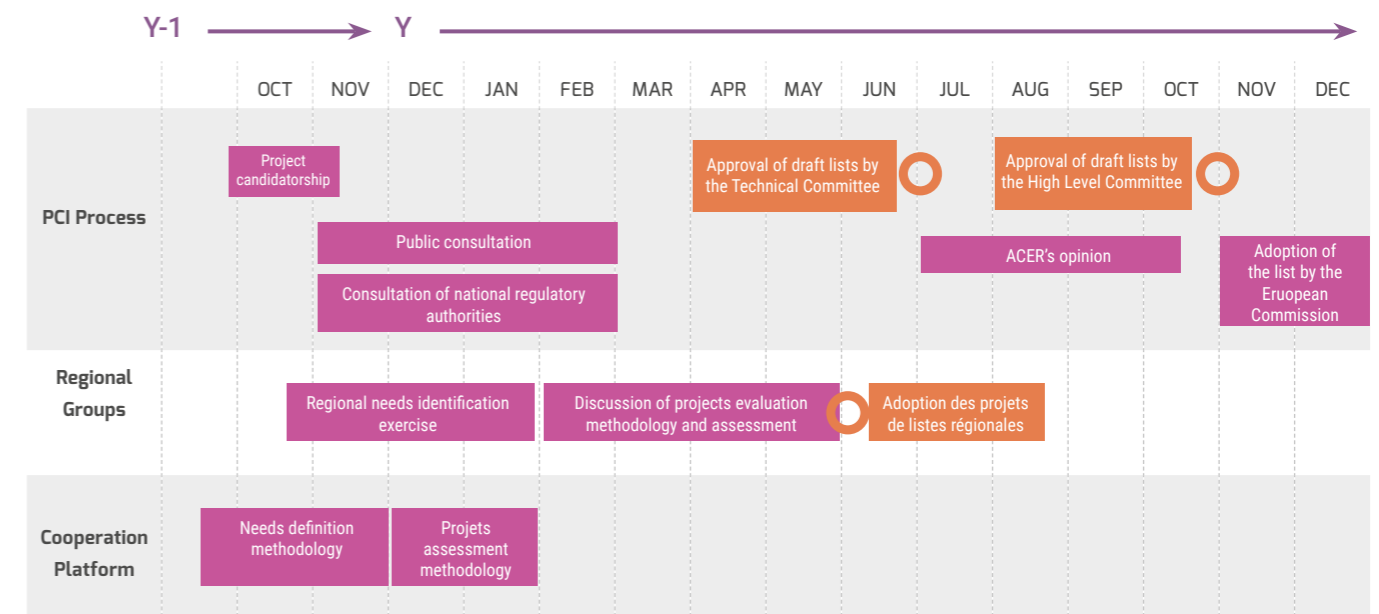 Y-1 Y
OCT NOV DEC JAN FEB MAR APR MAY JUN JUL AUG SEP OCT NOV DEC
PCI Process
Project
candidatorship
Public consultation
Consultation of national regulatory
authorities
Approval of draft lists by
the Technical Committee
Approval of draft lists by
the High Level Committee
ACER's opinion
Adoption of
the list by the
Eruopean
Commission
Regional
Groups
Regional needs identification
exercise
Discussion of projects evaluation
methodology and assessment
Adoption des projets
de listes régionales
Cooperation
Platform
Needs definition
methodology
Projets
assessment
methodology